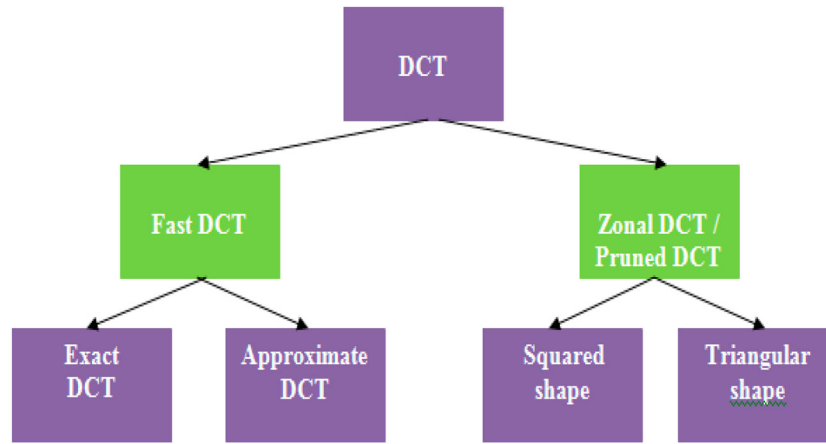 DCT
Fast DCT
Zonal DCT /
Pruned DCT
Exact
DCT
Approximate
DCT
Squared
shape
Triangular
shape